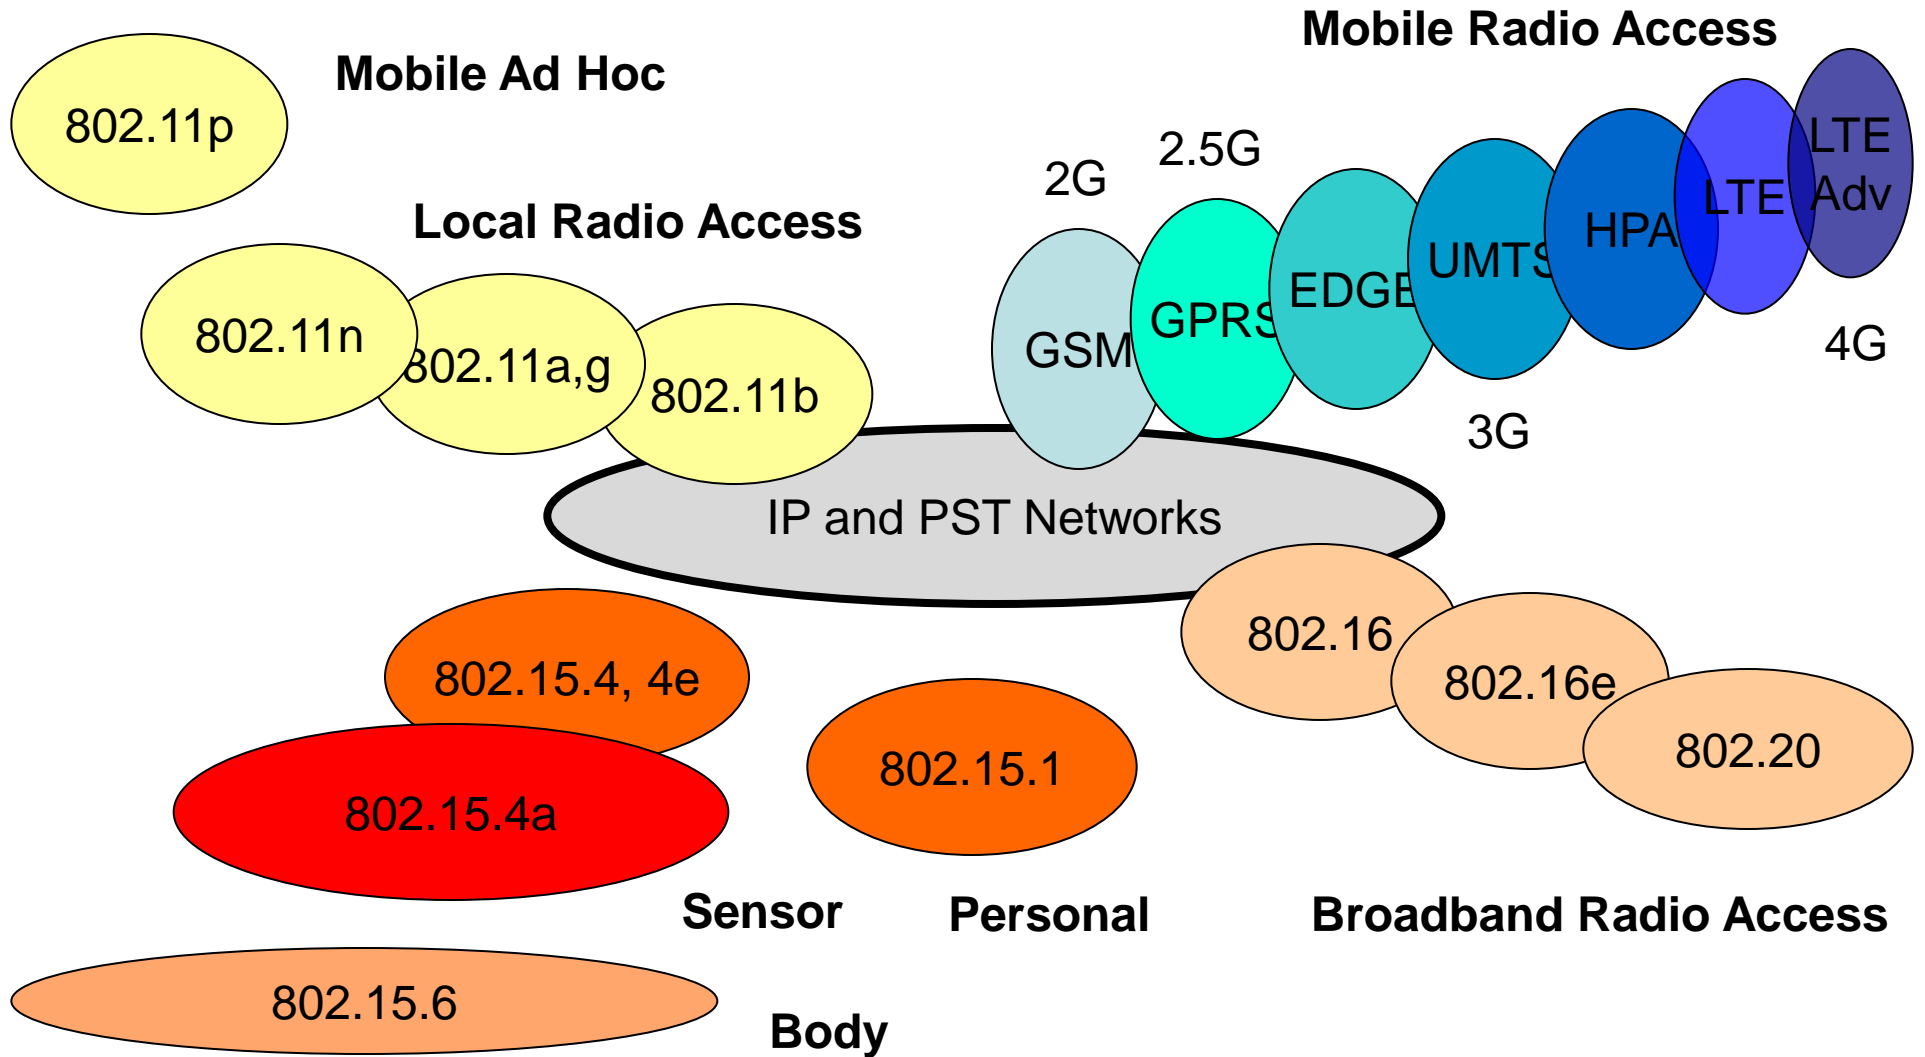 Mobile Radio Access
Mobile Ad Hoc
802.11p
LTE
Adv
2.5G
2G
LTE
Local Radio Access
HPA
UMTS
EDGE
GPRS
802.11n
GSM
4G
802.11a,g
802.11b
3G
IP and PST Networks
802.16
802.15.4, 4e
802.16e
802.20
802.15.1
802.15.4a
Sensor
Personal
Broadband Radio Access
802.15.6
Body